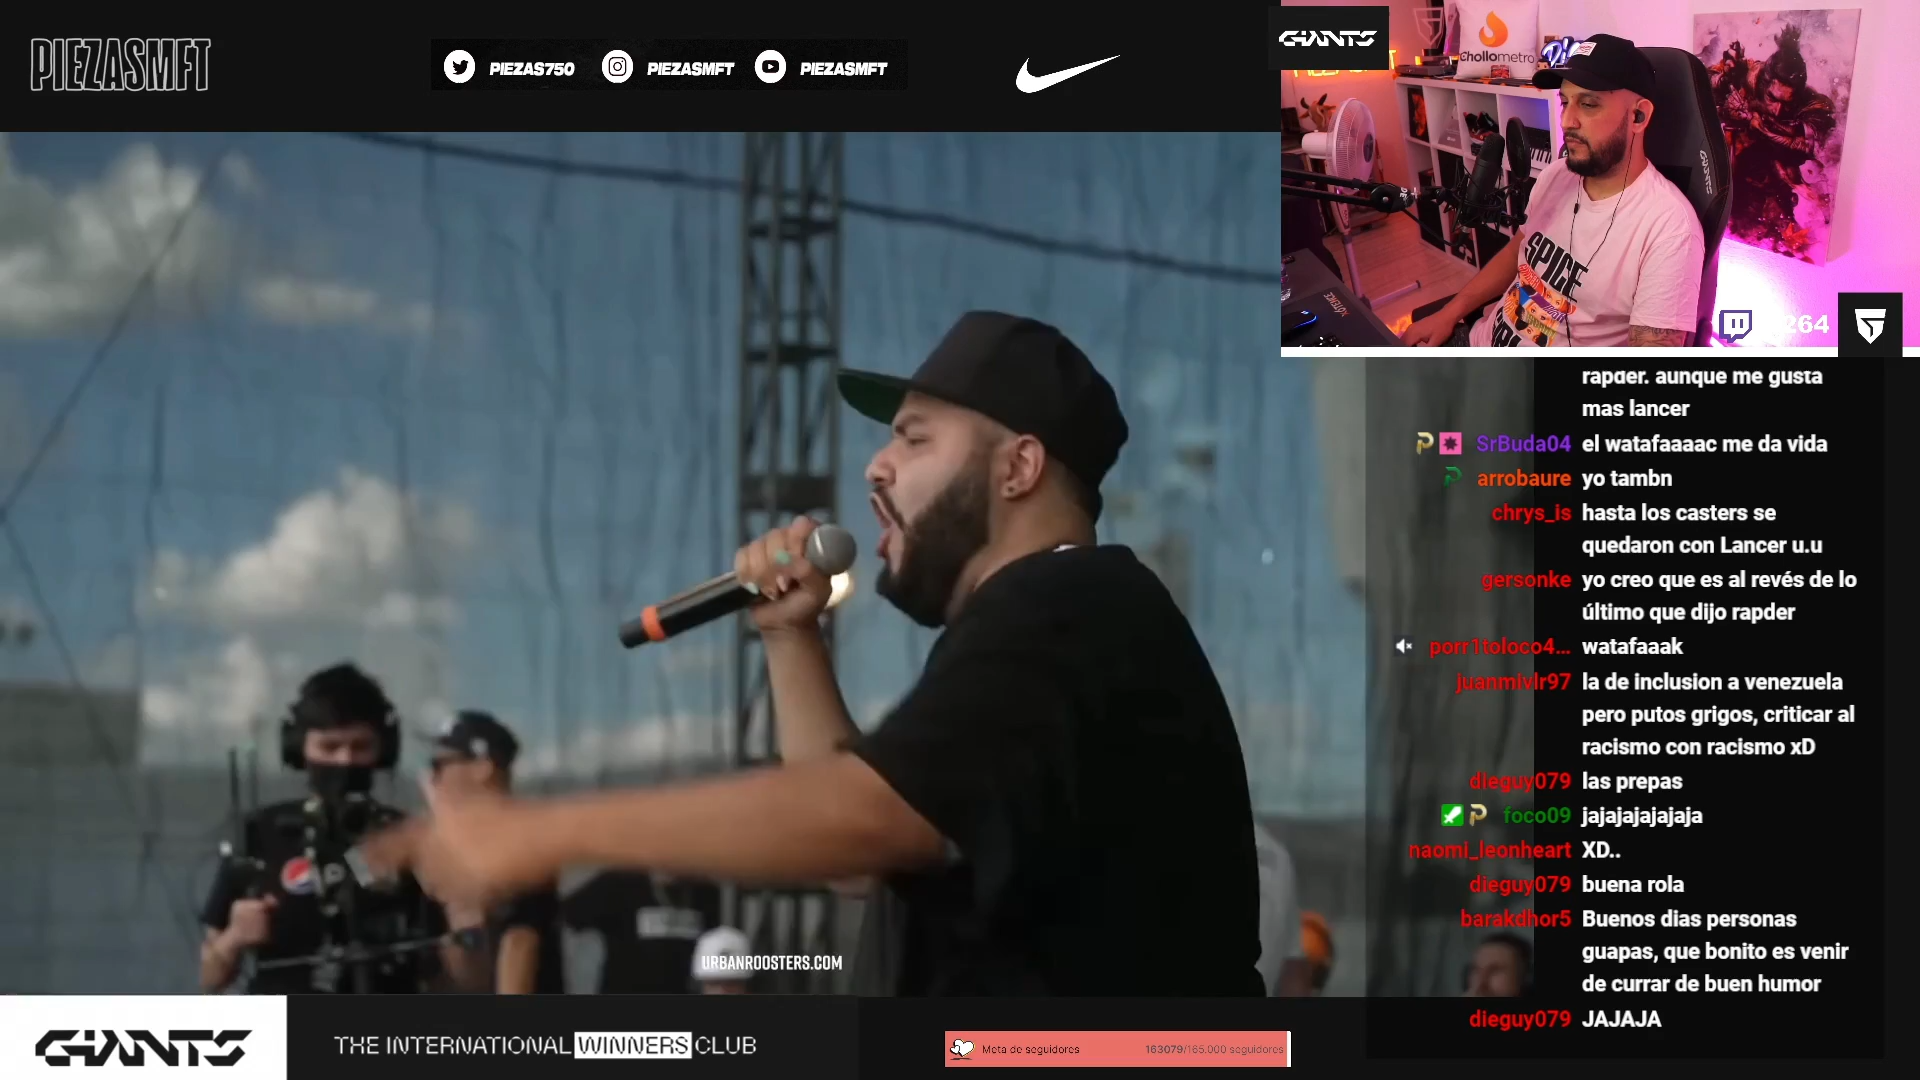 PIEZASMFT
PIEZAS750
PIEZASMFT
PIEZASMFT
GIANTS
Chollometro
SPICE
264
rapder. aunque me gusta
mas lancer
SrBuda04 el watafaaaac me da vida
arrobaure yo tambn
chrys_is hasta los casters se
quedaron con Lancer u.u
gersonke yo creo que es al revés de lo
último que dijo rapder
porr1toloco4... watafaaak
juanmivlr97 la de inclusion a venezuela
pero putos grigos, criticar al
racismo con racismo xD
dieguy079 las prepas
foco09 jajajajajajaja
naomi_leonheart XD..
dieguy079 buena rola
barakdhor5 Buenos dias personas
guapas, que bonito es venir
de currar de buen humor
dieguy079 JAJAJA
URBANROOSTERS.COM
GIANTS
THE INTERNATIONAL WINNERS CLUB
Meta de seguidores 163079/165.000 seguidores